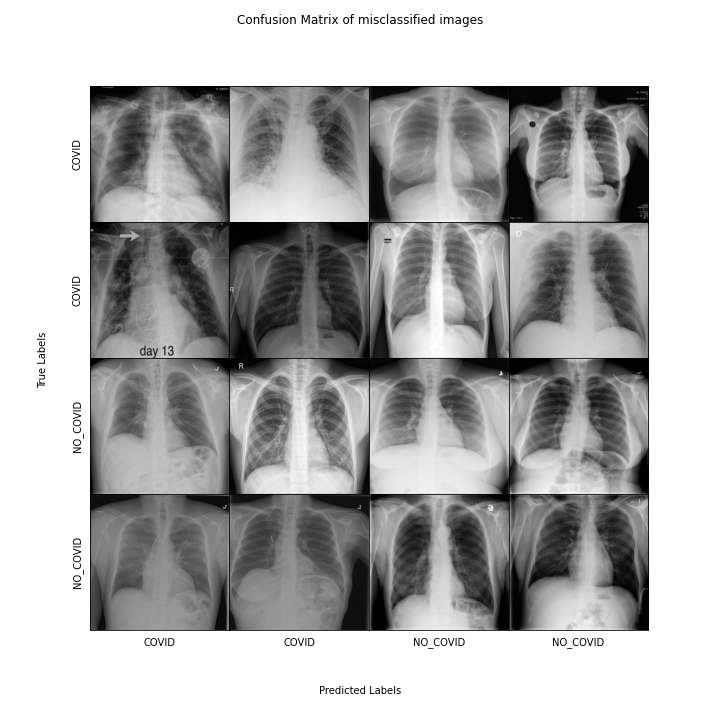 Confusion Matrix of misclassified images
COVID
COVID
R
D
day 13
True Labels
NO_COVID
R
NO_COVID
COVID
COVID
NO_COVID
NO_COVID
Predicted Labels